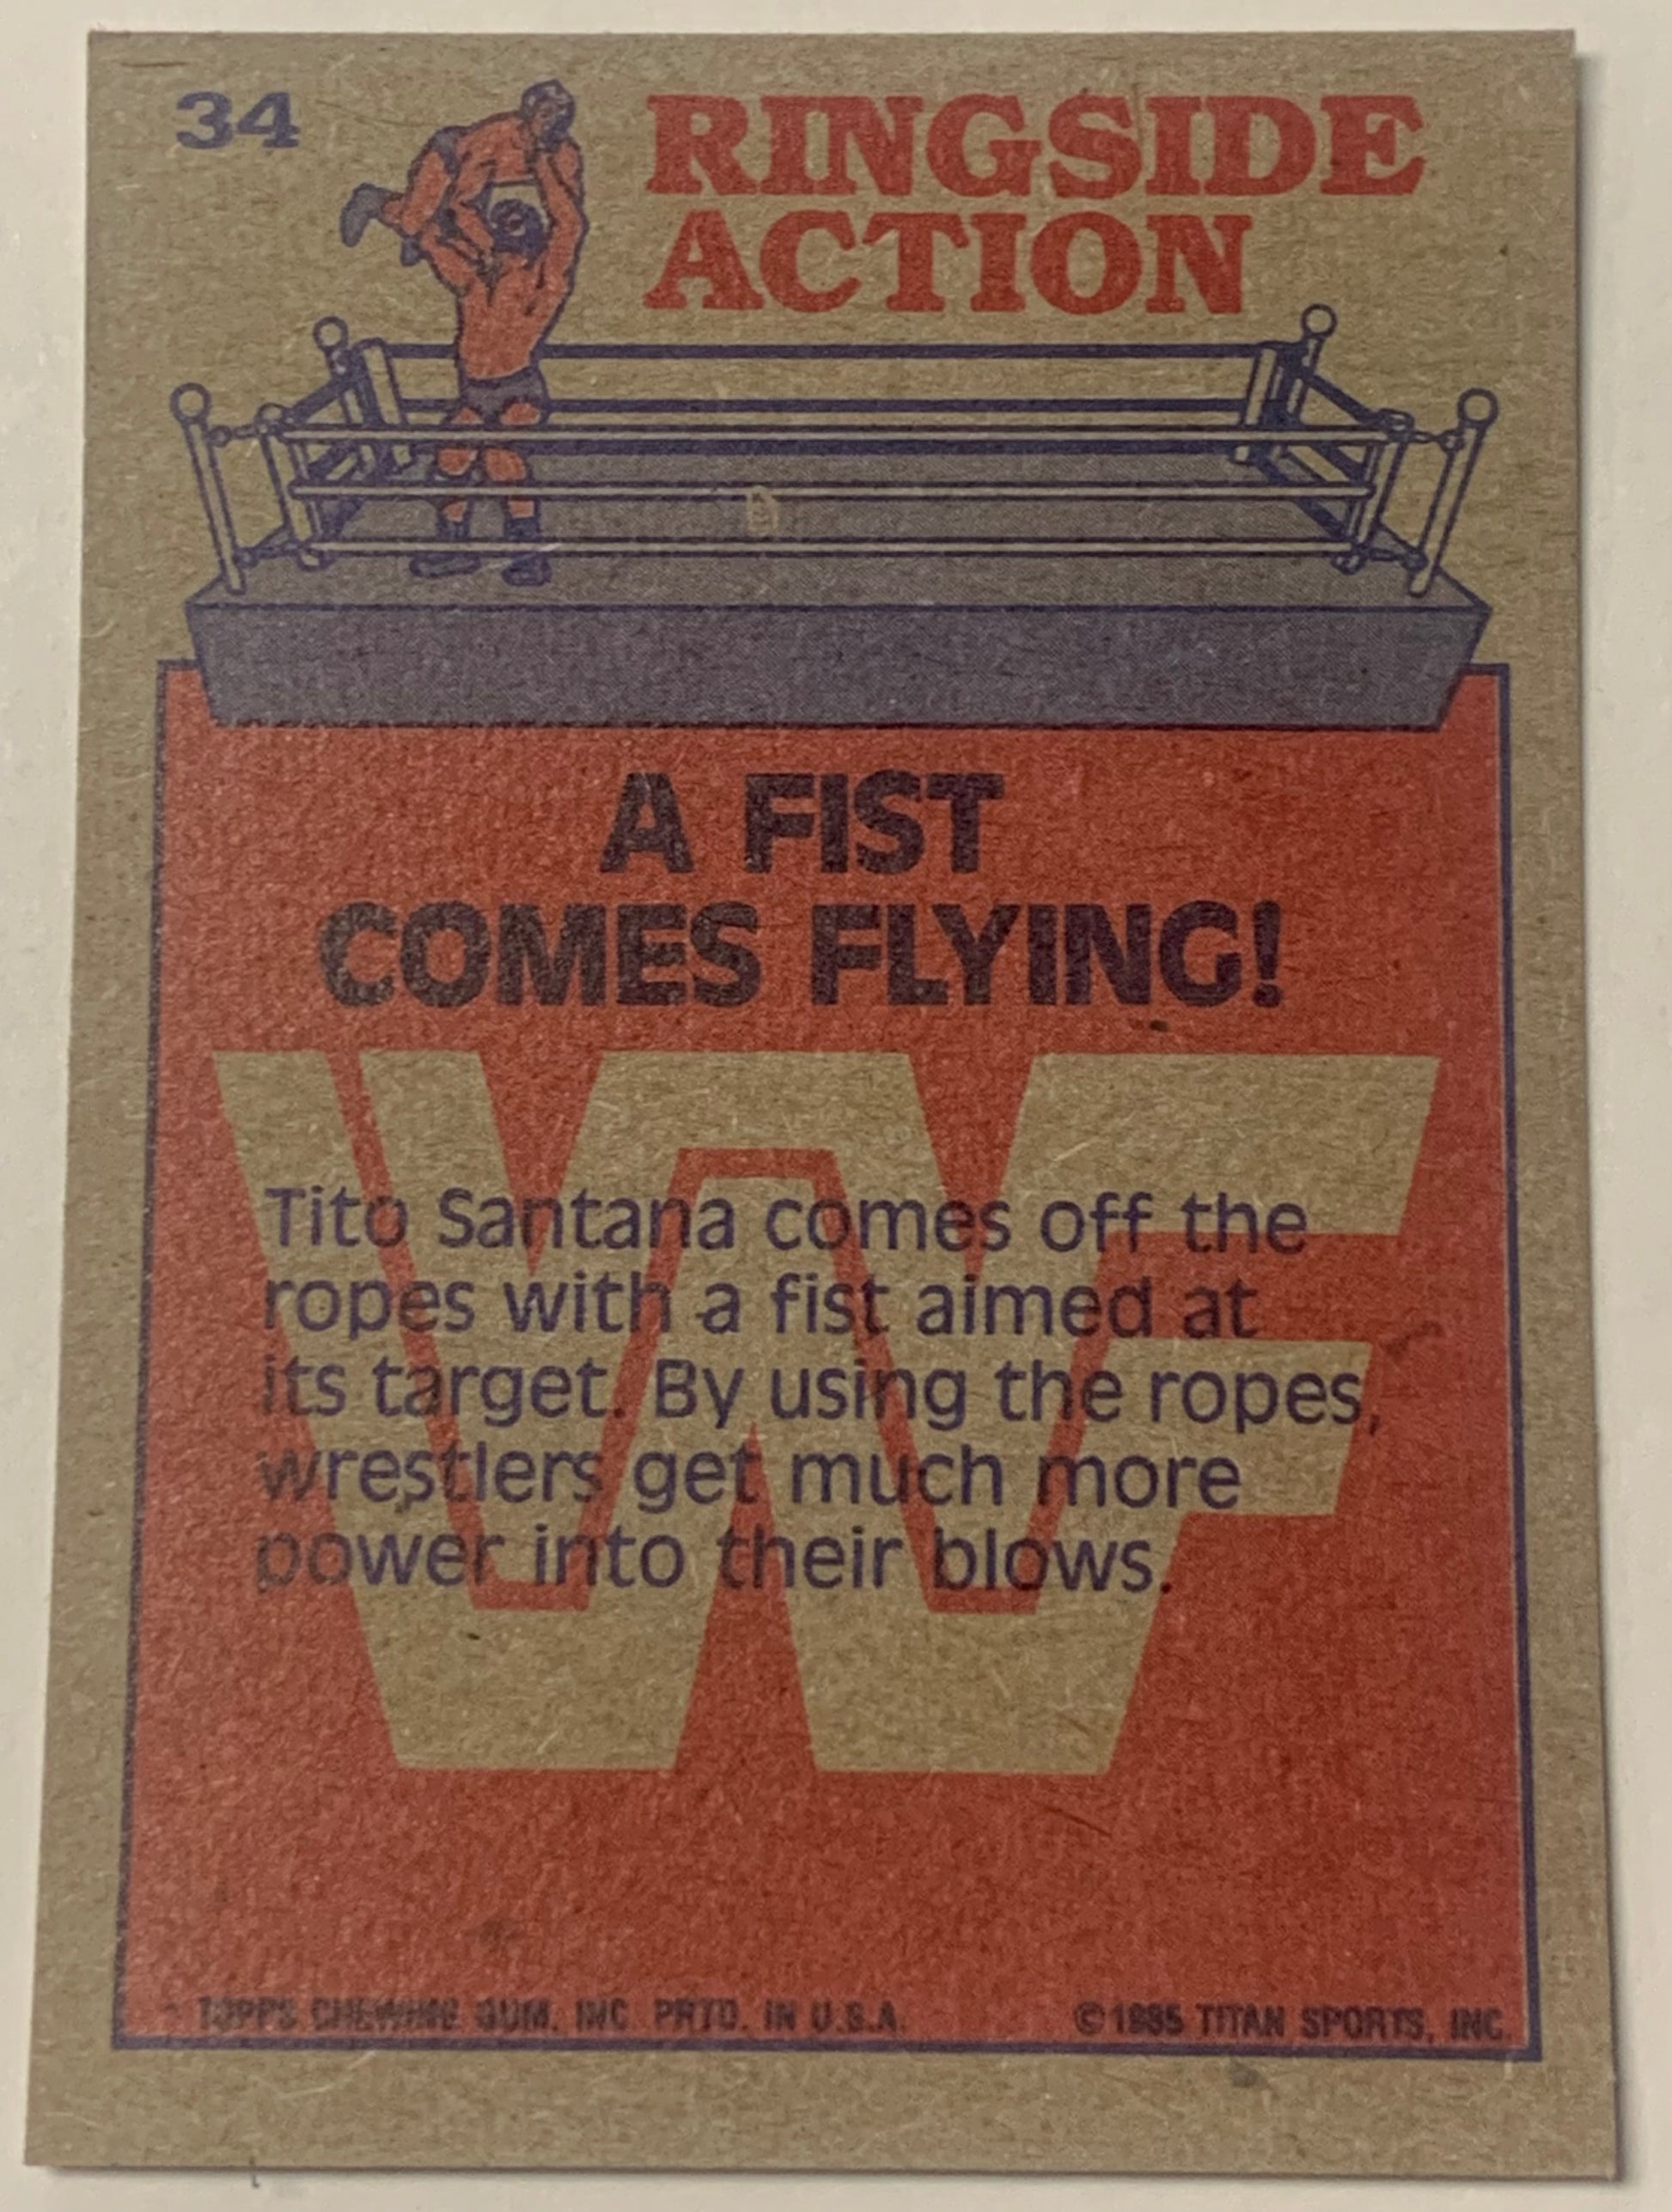 34
RINGSIDE
ACTION
A FIST
COMES FLYING!
WF
Tito Santana comes off the
ropes with a fist aimed at
its target. By using the ropes,
wrestlers get much more
power into their blows.
TOPPS CHEWING GUM, INC. PRTD. IN U.S.A. ©1985 TITAN SPORTS, INC.